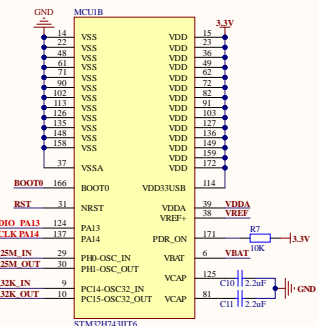 GND
MCU1B
3.3V
14 VSS VDD 15
22 VSS VDD 23
48 VSS VDD 36
61 VSS VDD 49
71 VSS VDD 62
90 VSS VDD 72
102 VSS VDD 82
113 VSS VDD 91
126 VSS VDD 103
135 VSS VDD 127
148 VSS VDD 136
158 VSS VDD 149
VDD 159
37 VSSA VDD 172
BOOT0 166 BOOT0 VDD33USB 114
RST 31 NRST VDDA 39 VDDA
VREF+ 38 VREF
DIO PA13 124 PA13
CLK PA14 137 PA14 PDR_ON 171 R7 10K 3.3V
25M_IN 29 PH0-OSC_IN VBAT 6 VBAT
25M_OUT 30 PH1-OSC_OUT
32K_IN 9 PC14-OSC32_IN VCAP 125 C10 2.2uF GND
32K_OUT 10 PC15-OSC32_OUT VCAP 81 C11 2.2uF
STM32H743IIT6